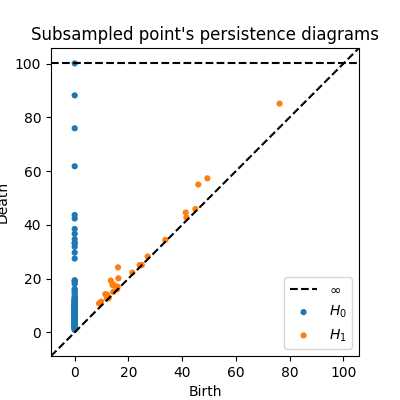 Subsampled point's persistence diagrams
100
80
60
40
20
0
Death
0 20 40 60 80 100
Birth
∞
H₀
H₁